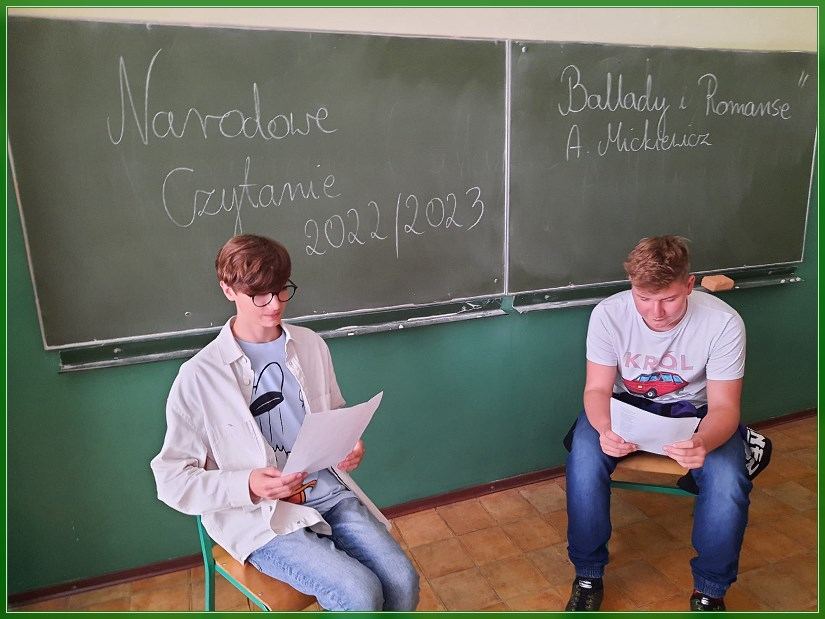 Narodowe
Czytanie
2022/2023
Ballady i Romanse"
A. Mickiewicz
KRÓL